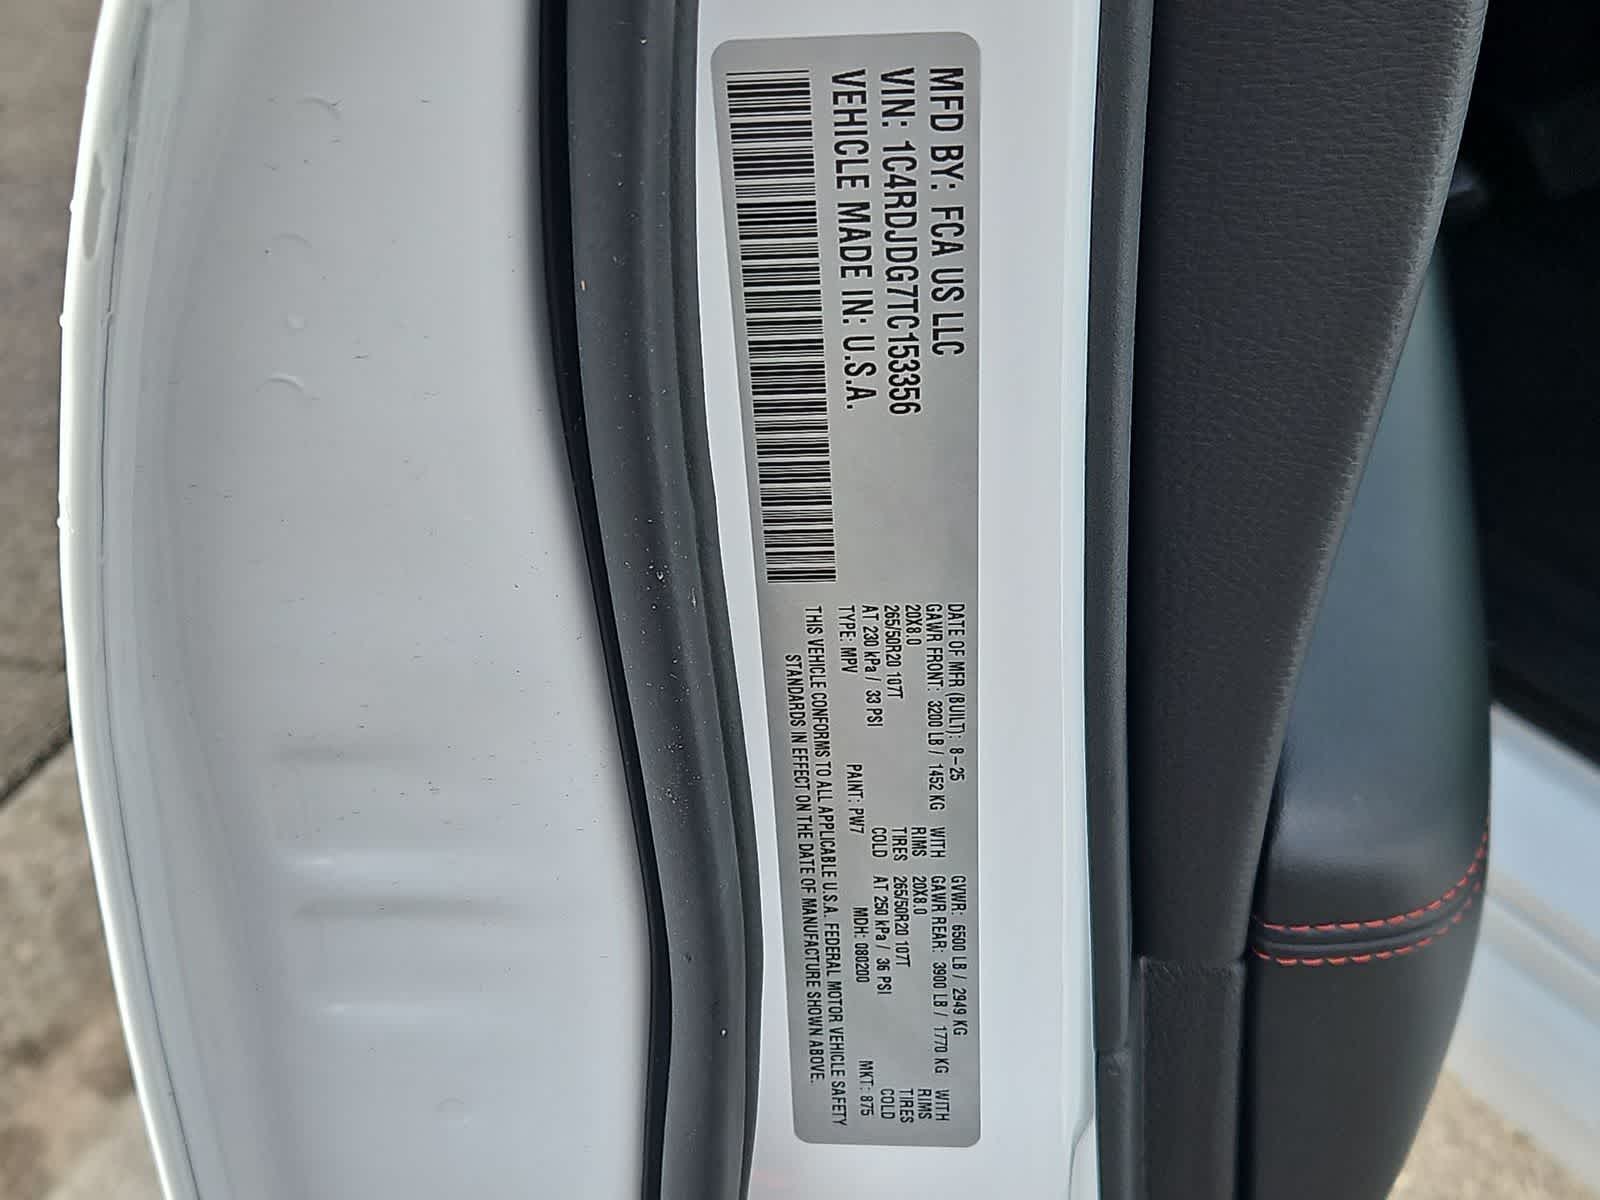 MFD BY: FCA US LLC
VIN: 1C4RDJDG7TC153356
VEHICLE MADE IN: U.S.A.
DATE OF MFR (BUILT): 8-25 GVWR: 6500 LB / 2949 KG
GAWR FRONT: 3200 LB / 1452 KG WITH GAWR REAR: 3900 LB / 1770 KG WITH
20X8.0 RIMS 20X8.0 RIMS
265/50R20 107T TIRES 265/50R20 107T TIRES
AT 230 kPa / 33 PSI COLD AT 250 kPa / 36 PSI COLD
TYPE: MPV PAINT: PW7 MDH: 080200 MKT: 875
THIS VEHICLE CONFORMS TO ALL APPLICABLE U.S.A. FEDERAL MOTOR VEHICLE SAFETY
STANDARDS IN EFFECT ON THE DATE OF MANUFACTURE SHOWN ABOVE.